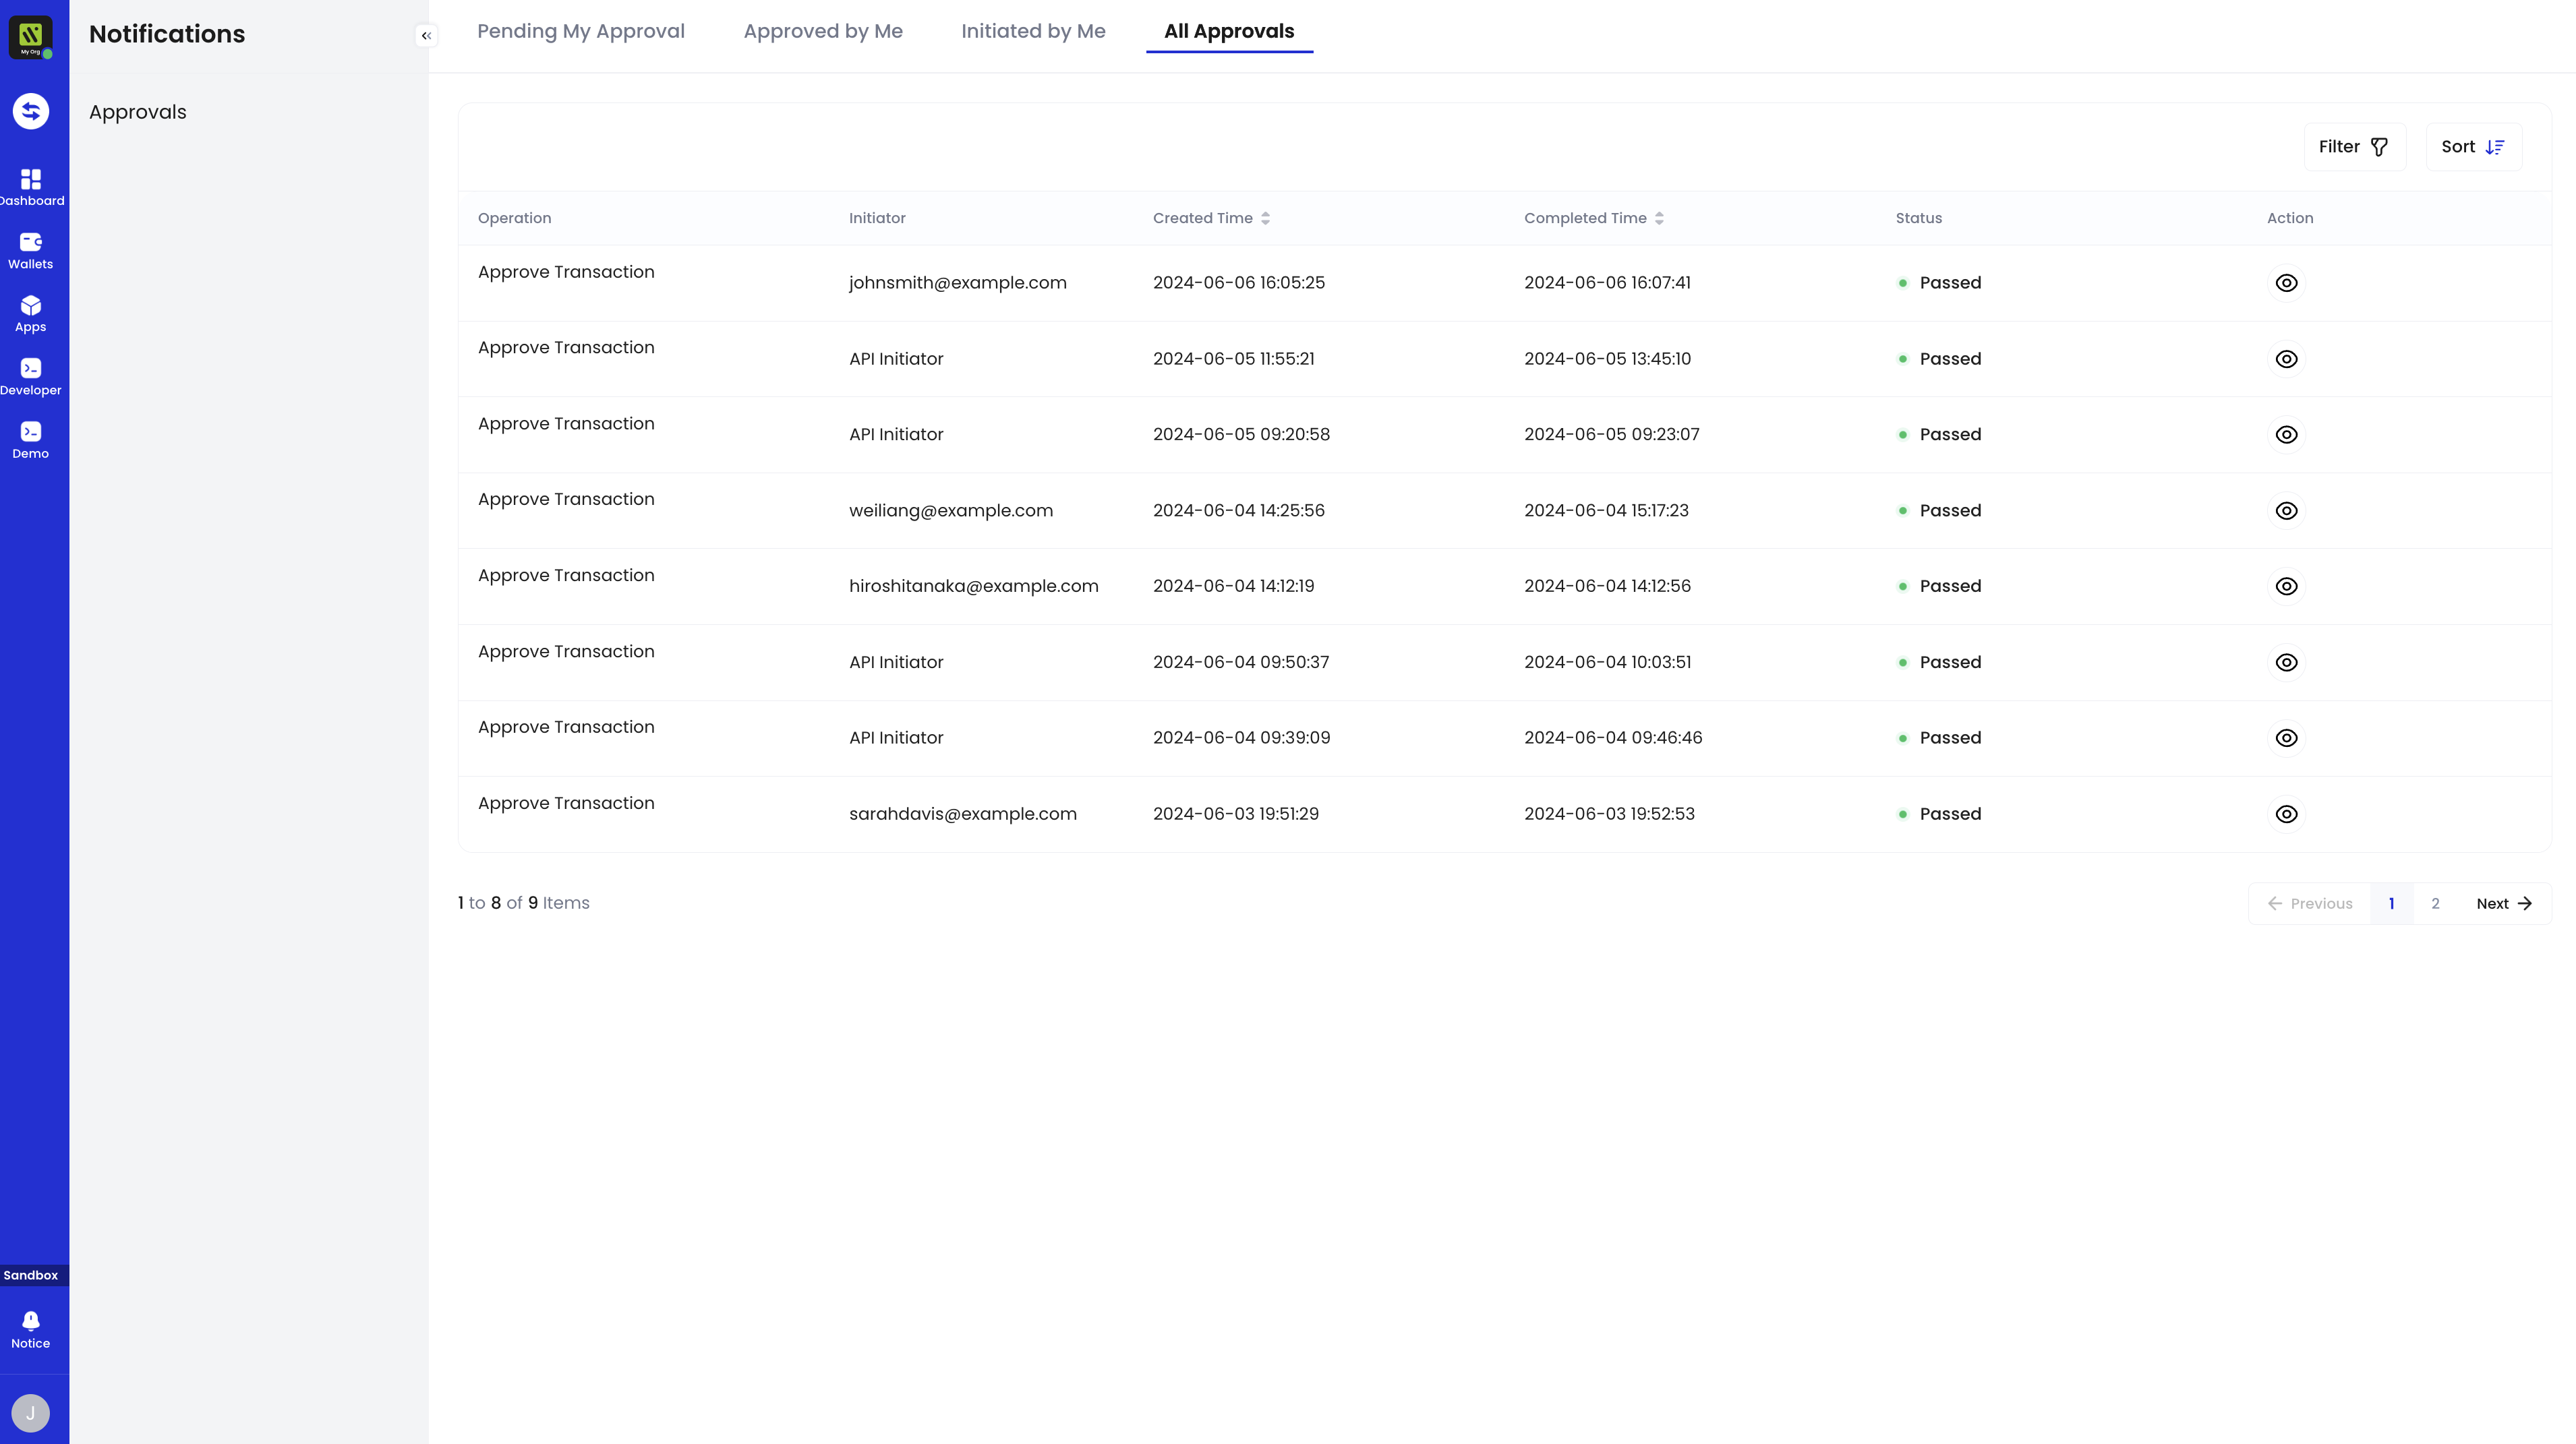 My Org
Dashboard
Wallets
Apps
Developer
Demo
Sandbox
Notice
J
Notifications
Approvals
Pending My Approval Approved by Me Initiated by Me All Approvals
Filter Sort
Operation Initiator Created Time Completed Time Status Action
Approve Transaction johnsmith@example.com 2024-06-06 16:05:25 2024-06-06 16:07:41 Passed
Approve Transaction API Initiator 2024-06-05 11:55:21 2024-06-05 13:45:10 Passed
Approve Transaction API Initiator 2024-06-05 09:20:58 2024-06-05 09:23:07 Passed
Approve Transaction weiliang@example.com 2024-06-04 14:25:56 2024-06-04 15:17:23 Passed
Approve Transaction hiroshitanaka@example.com 2024-06-04 14:12:19 2024-06-04 14:12:56 Passed
Approve Transaction API Initiator 2024-06-04 09:50:37 2024-06-04 10:03:51 Passed
Approve Transaction API Initiator 2024-06-04 09:39:09 2024-06-04 09:46:46 Passed
Approve Transaction sarahdavis@example.com 2024-06-03 19:51:29 2024-06-03 19:52:53 Passed
1 to 8 of 9 Items
Previous 1 2 Next